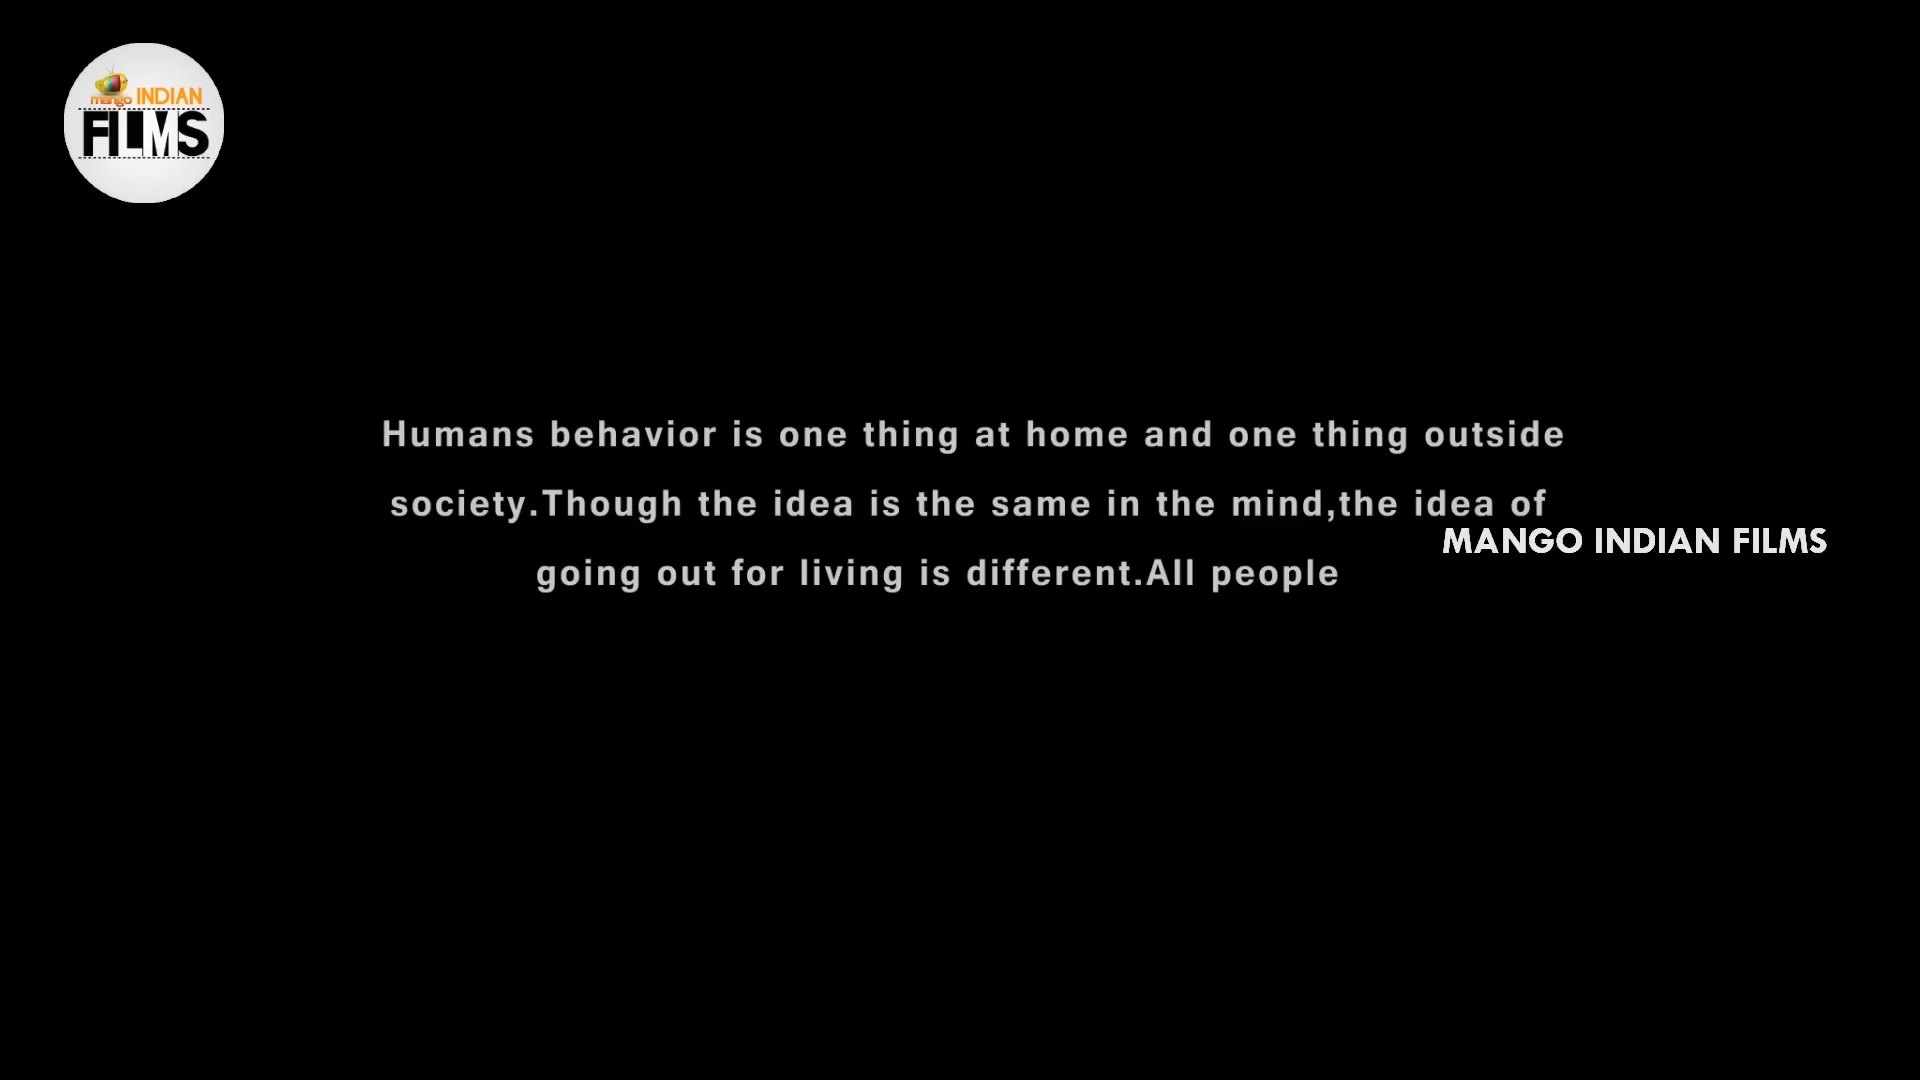 mango INDIAN
FILMS
Humans behavior is one thing at home and one thing outside
society.Though the idea is the same in the mind,the idea of
MANGO INDIAN FILMS
going out for living is different.All people